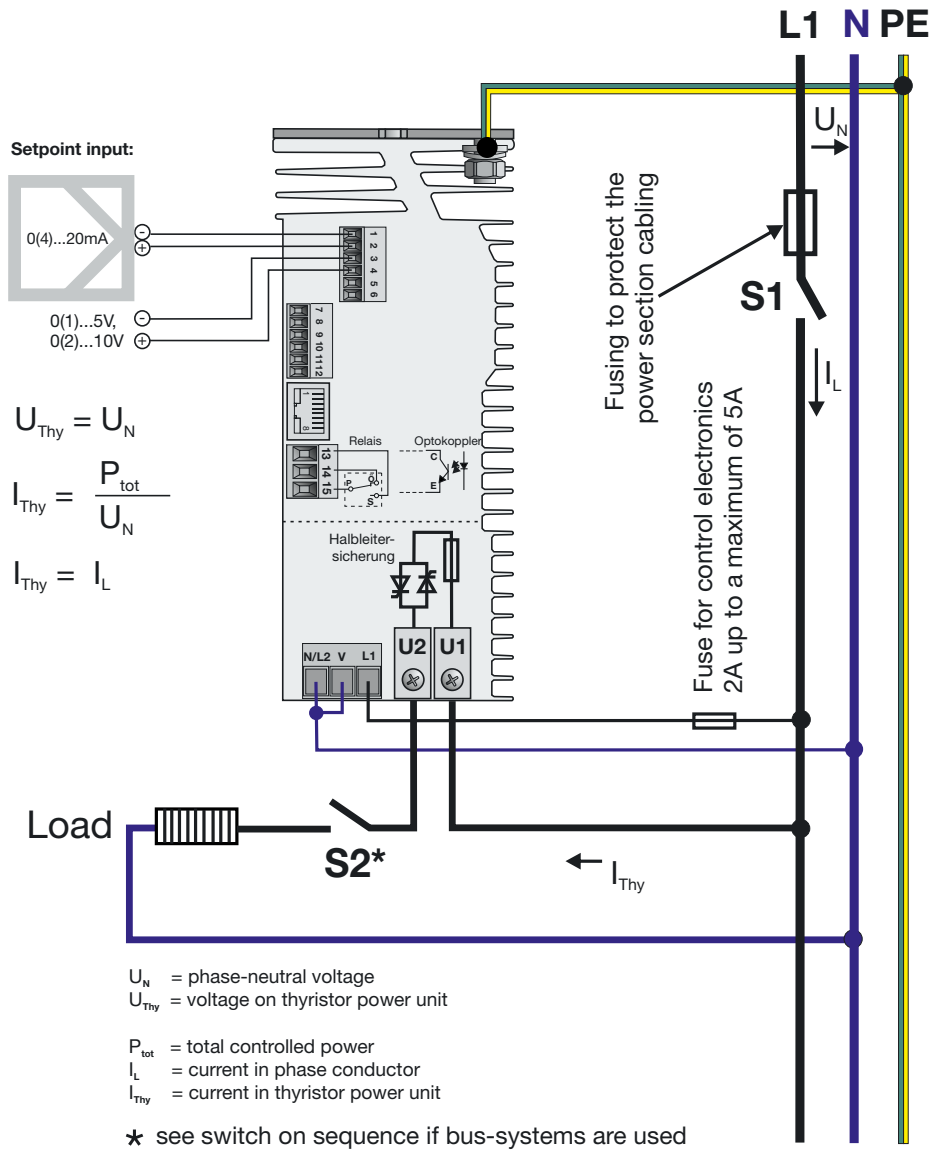 L1 N PE
U_N
Setpoint input:
0(4)...20mA
-
+
0(1)...5V,
0(2)...10V
-
+
1
2
3
4
5
6
7
8
9
10
11
12
1
8
13
14
15
Relais
P
Ö
S
Optokoppler
C
E
Fusing to protect the
power section cabling
S1
I_L
U_Thy = U_N
I_Thy = P_tot / U_N
I_Thy = I_L
Halbleiter-
sicherung
Fuse for control electronics
2A up to a maximum of 5A
N/L2 V L1
U2 U1
Load
S2*
I_Thy
U_N = phase-neutral voltage
U_Thy = voltage on thyristor power unit
P_tot = total controlled power
I_L = current in phase conductor
I_Thy = current in thyristor power unit
* see switch on sequence if bus-systems are used